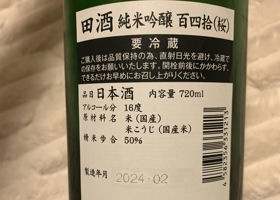 田酒 純米吟醸 百四拾(桜)
要冷蔵
ご購入後は品質保持の為、直射日光を避け、冷蔵で
の保存をお願いいたします。開栓前後にかかわらず、
できるだけお早めにお召し上がりください。
品目 日本酒 内容量 720ml
アルコール分 16度
原材料名 米(国産)
米こうじ(国産米)
精米歩合 50%
製造年月 2024-02
4582356331213